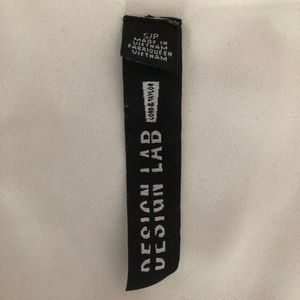 S/P
MADE IN
VIETNAM
FABRIQUE EN
VIETNAM
LORD & TAYLOR
DESIGN LAB